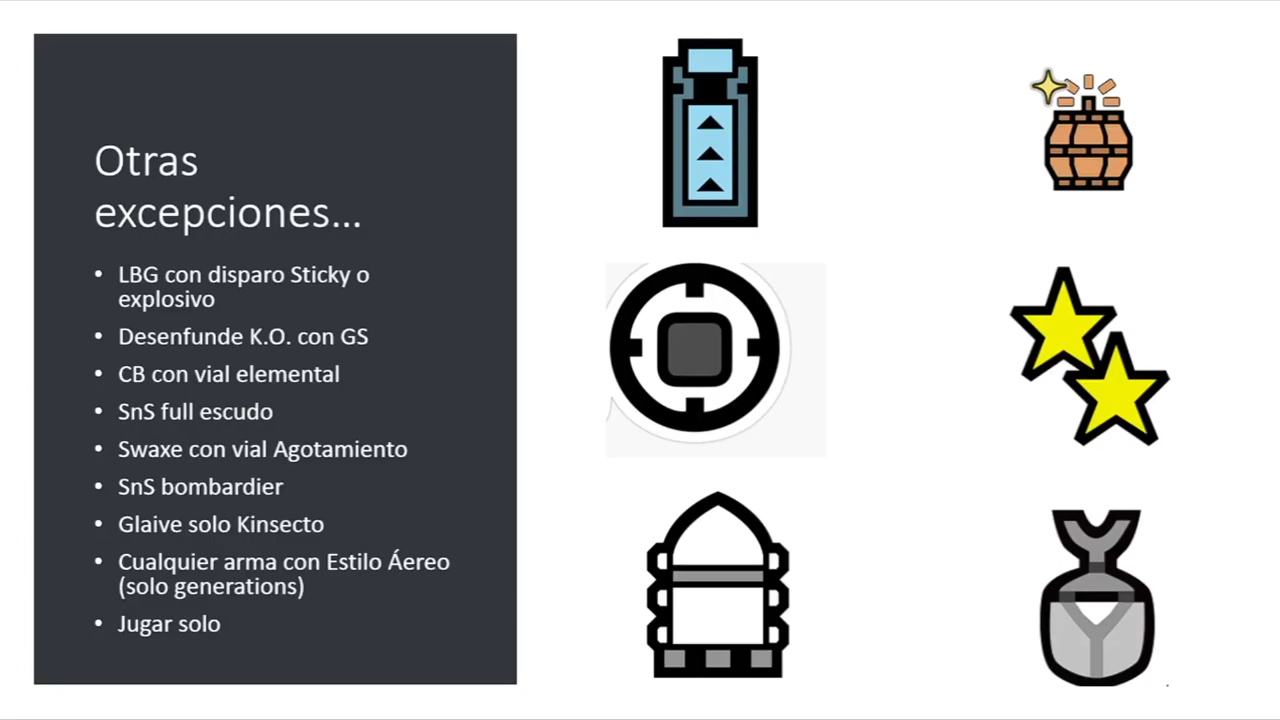 Otras
excepciones...
• LBG con disparo Sticky o
explosivo
• Desenfunde K.O. con GS
• CB con vial elemental
• SnS full escudo
• Swaxe con vial Agotamiento
• SnS bombardier
• Glaive solo Kinsecto
• Cualquier arma con Estilo Áereo
(solo generations)
• Jugar solo